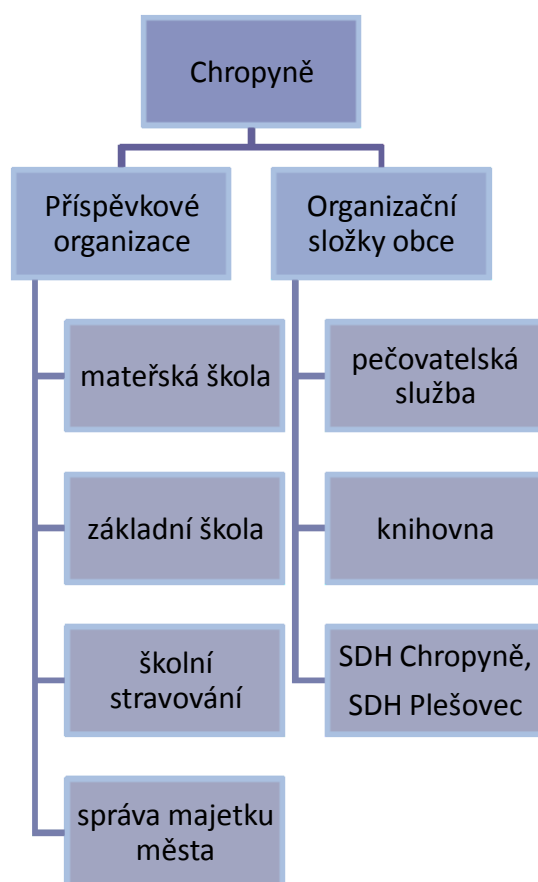 Chropyně
Příspěvkové
organizace
mateřská škola
základní škola
školní
stravování
správa majetku
města
Organizační
složky obce
pečovatelská
služba
knihovna
SDH Chropyně,
SDH Plešovec